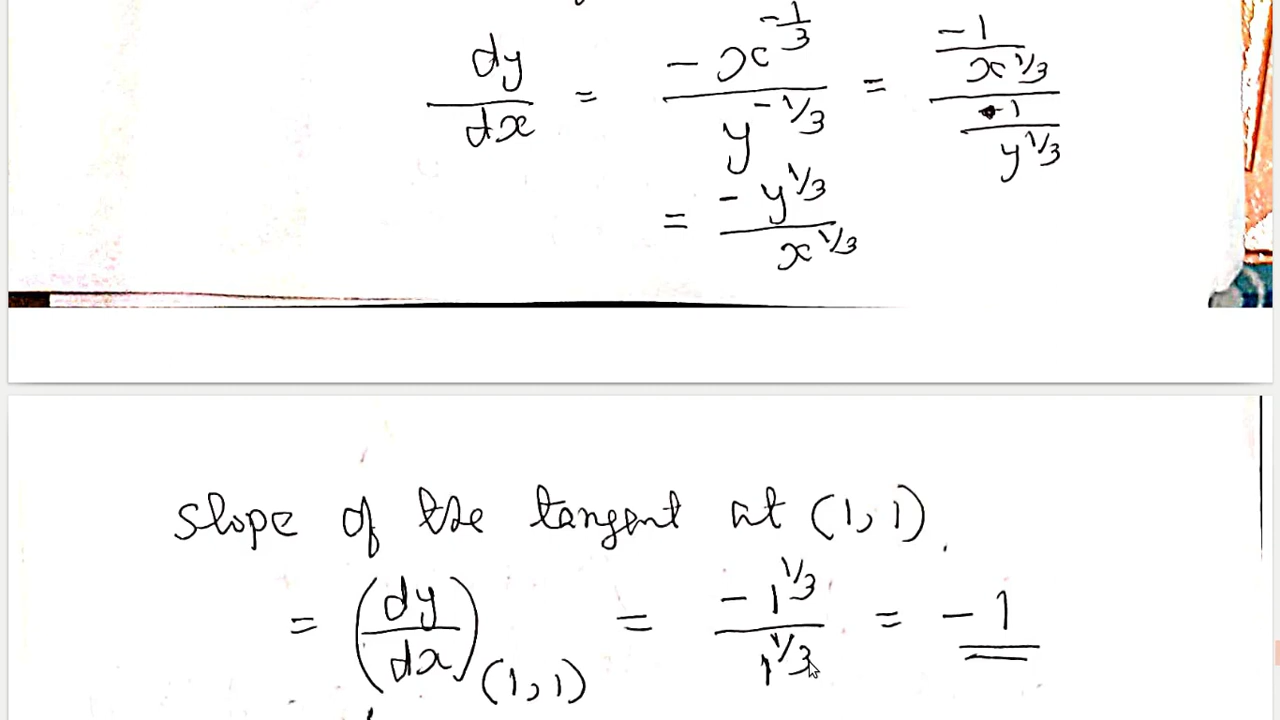 dy/dx = -x^(-1/3) / y^(-1/3) = (-1/x^(1/3)) / (1/y^(1/3))
= -y^(1/3) / x^(1/3)
slope of the tangent at (1,1).
= (dy/dx)(1,1) = -1^(1/3) / 1^(1/3) = -1